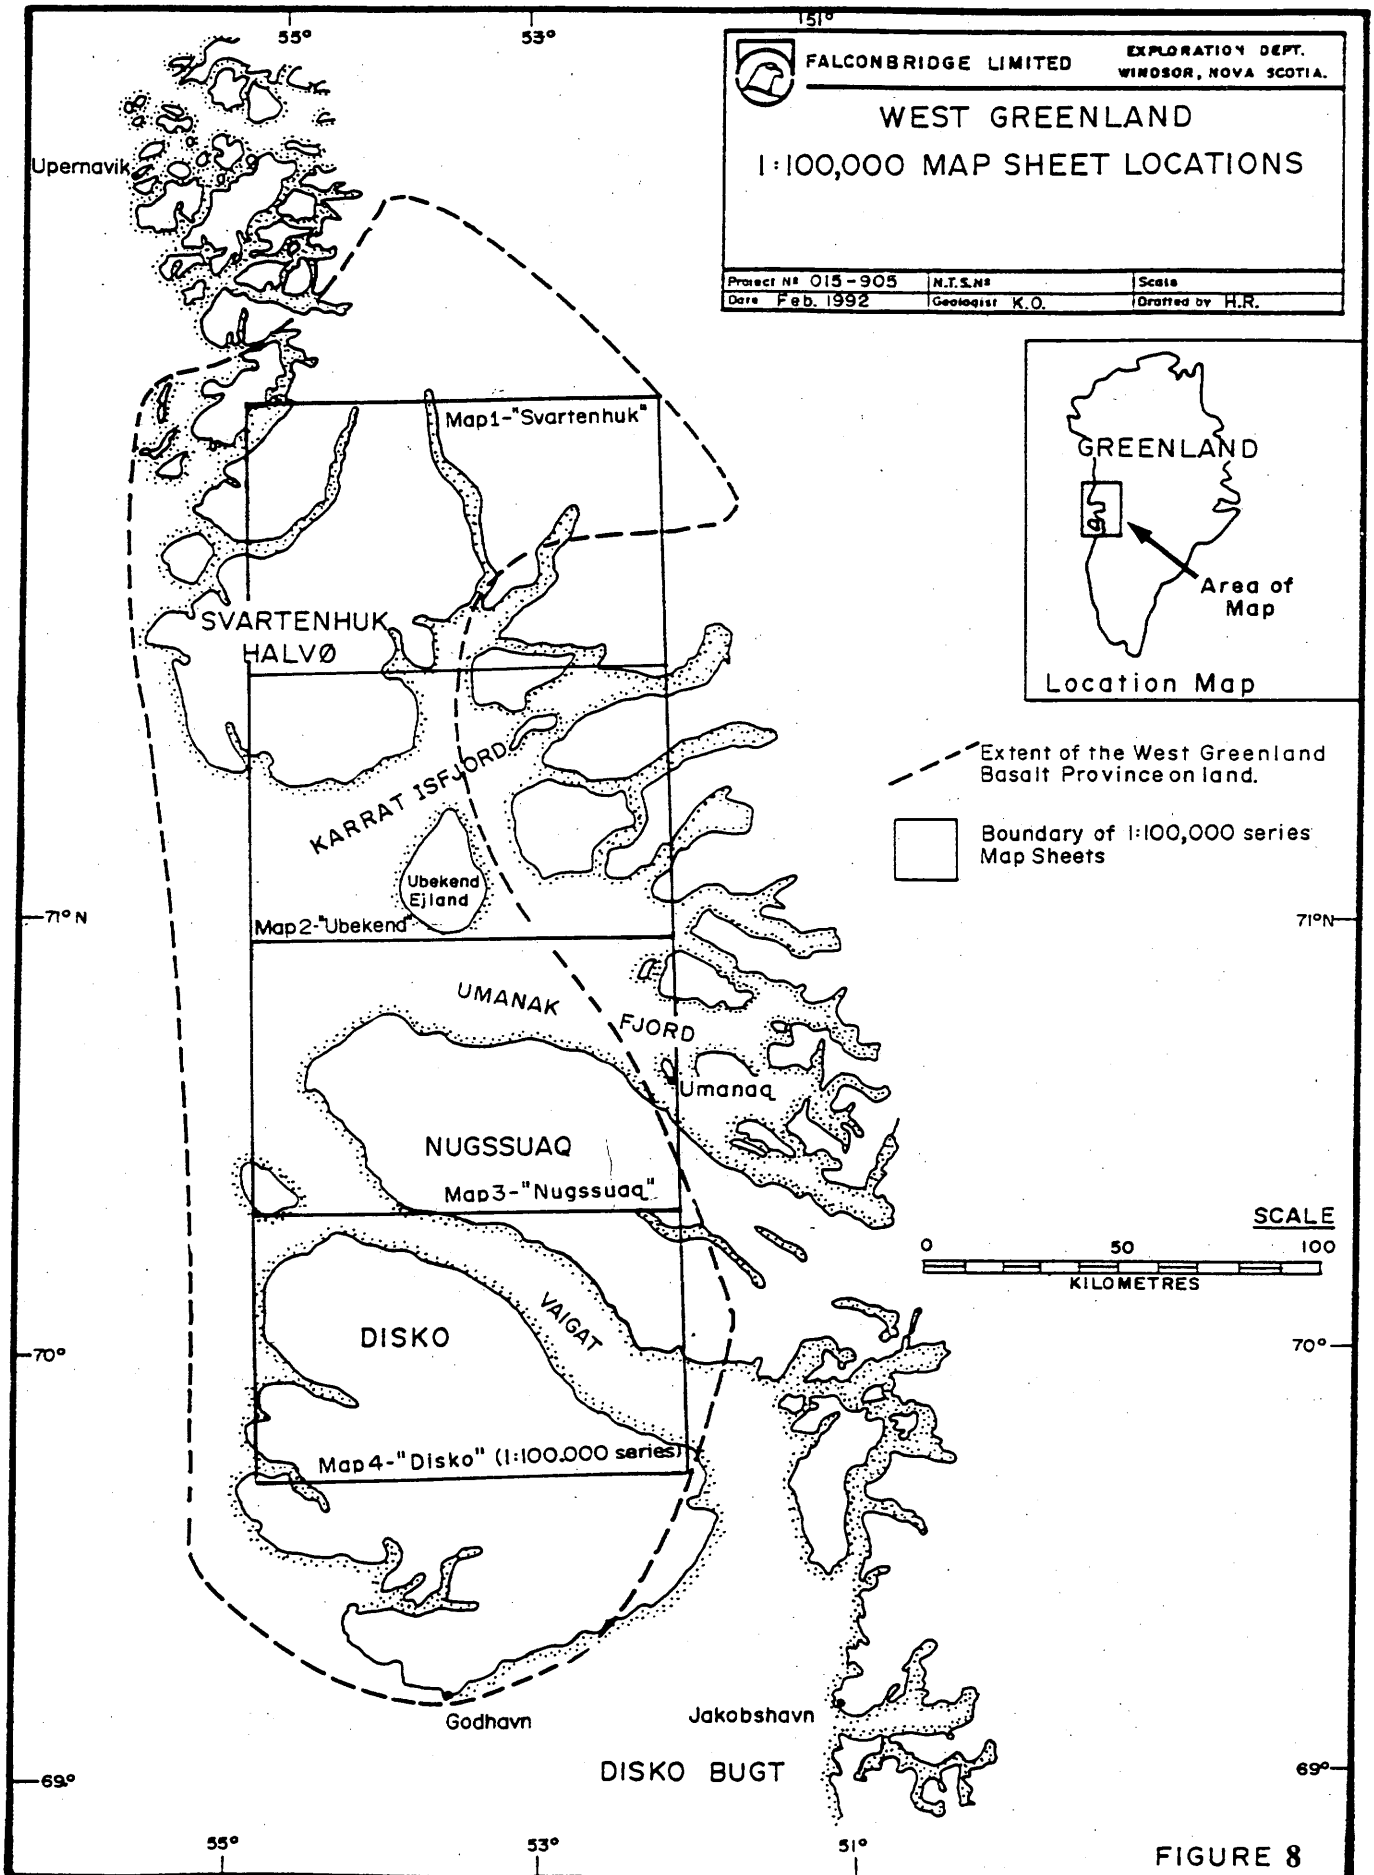 55°
53°
51°
FALCONBRIDGE LIMITED
EXPLORATION DEPT.
WINDSOR, NOVA SCOTIA.
WEST GREENLAND
1:100,000 MAP SHEET LOCATIONS
Project Nº 015-905
N.T.S.Nº
Scale
Date Feb. 1992
Geologist K.O.
Drafted by H.R.
Upernavik
Map1-"Svartenhuk"
GREENLAND
Area of
Map
Location Map
SVARTENHUK
HALVØ
Extent of the West Greenland
Basalt Province on land.
KARRAT ISFJORD
Boundary of 1:100,000 series
Map Sheets
Ubekend
Ejland
71° N
Map2-"Ubekend"
71°N
UMANAK
FJORD
Umanaq
NUGSSUAQ
Map3-"Nugssuaq"
SCALE
0 50 100
KILOMETRES
VAIGAT
DISKO
70°
70°
Map4-"Disko" (1:100.000 series)
Godhavn
Jakobshavn
DISKO BUGT
69°
69°
55°
53°
51°
FIGURE 8